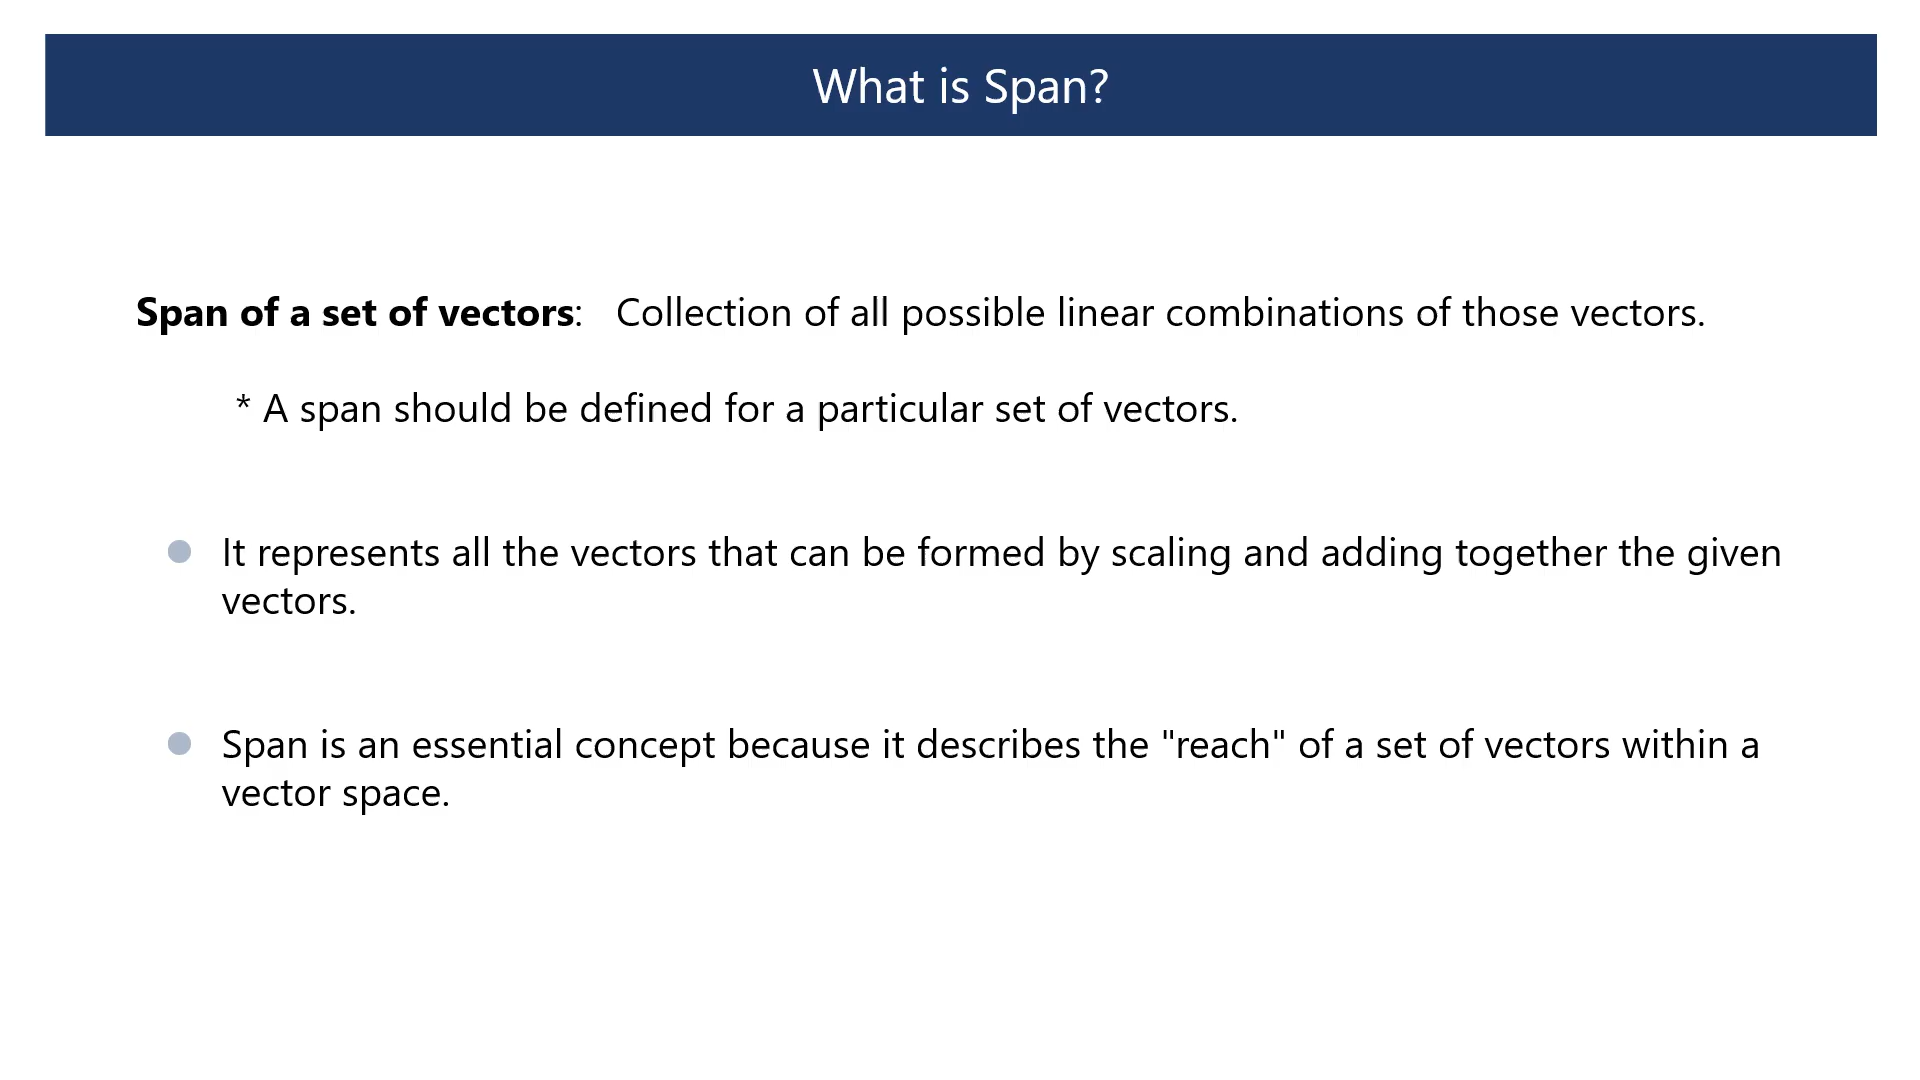 What is Span?
Span of a set of vectors: Collection of all possible linear combinations of those vectors.
* A span should be defined for a particular set of vectors.
It represents all the vectors that can be formed by scaling and adding together the given
vectors.
Span is an essential concept because it describes the "reach" of a set of vectors within a
vector space.